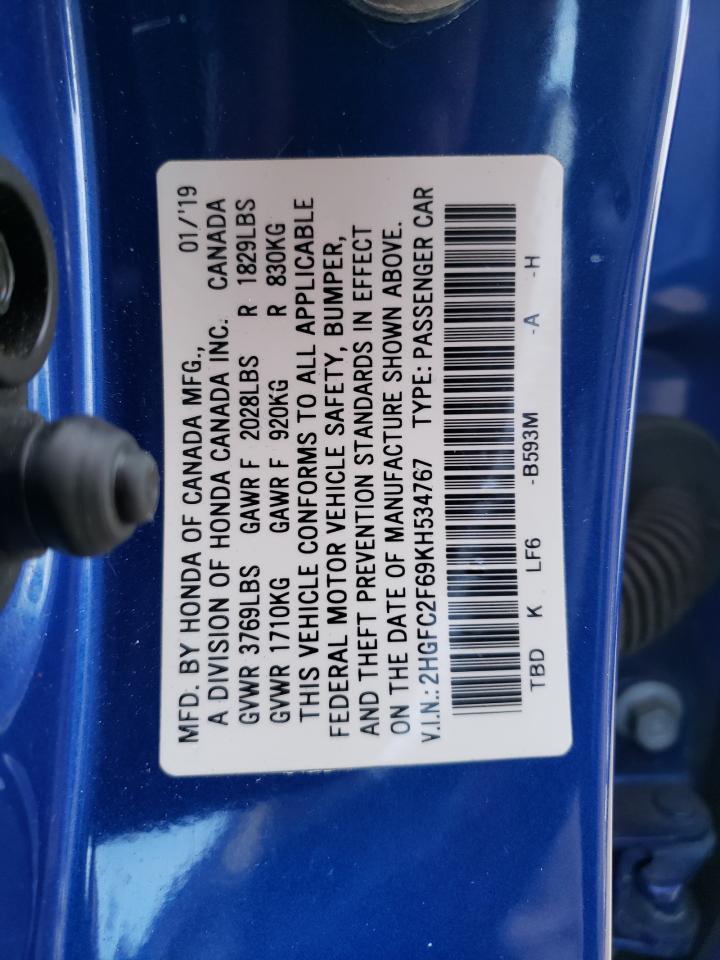 MFD. BY HONDA OF CANADA MFG., 01/'19
A DIVISION OF HONDA CANADA INC. CANADA
GVWR 3769LBS GAWR F 2028LBS R 1829LBS
GVWR 1710KG GAWR F 920KG R 830KG
THIS VEHICLE CONFORMS TO ALL APPLICABLE
FEDERAL MOTOR VEHICLE SAFETY, BUMPER,
AND THEFT PREVENTION STANDARDS IN EFFECT
ON THE DATE OF MANUFACTURE SHOWN ABOVE.
V.I.N.: 2HGFC2F69KH534767 TYPE: PASSENGER CAR
TBD K LF6 -B593M -A -H